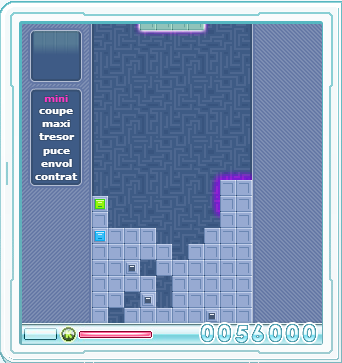 mini
coupe
maxi
tresor
puce
envol
contrat
0056000